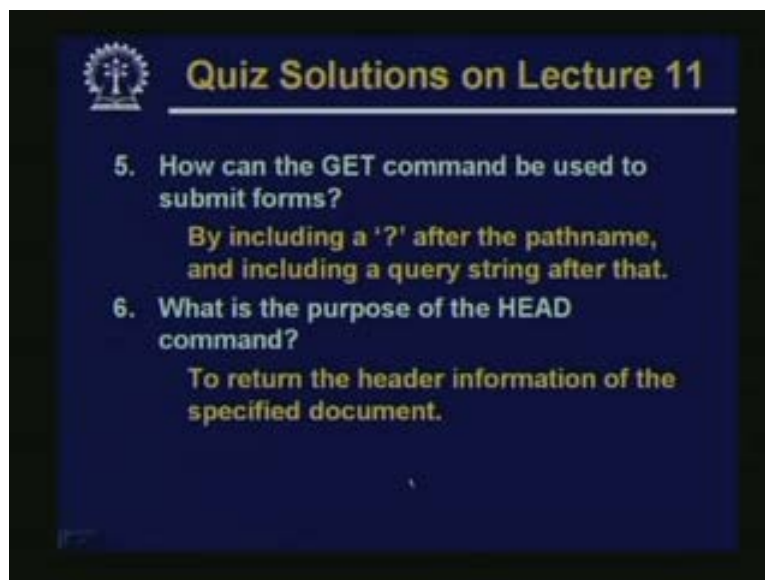 Quiz Solutions on Lecture 11
5. How can the GET command be used to
submit forms?
By including a '?' after the pathname,
and including a query string after that.
6. What is the purpose of the HEAD
command?
To return the header information of the
specified document.